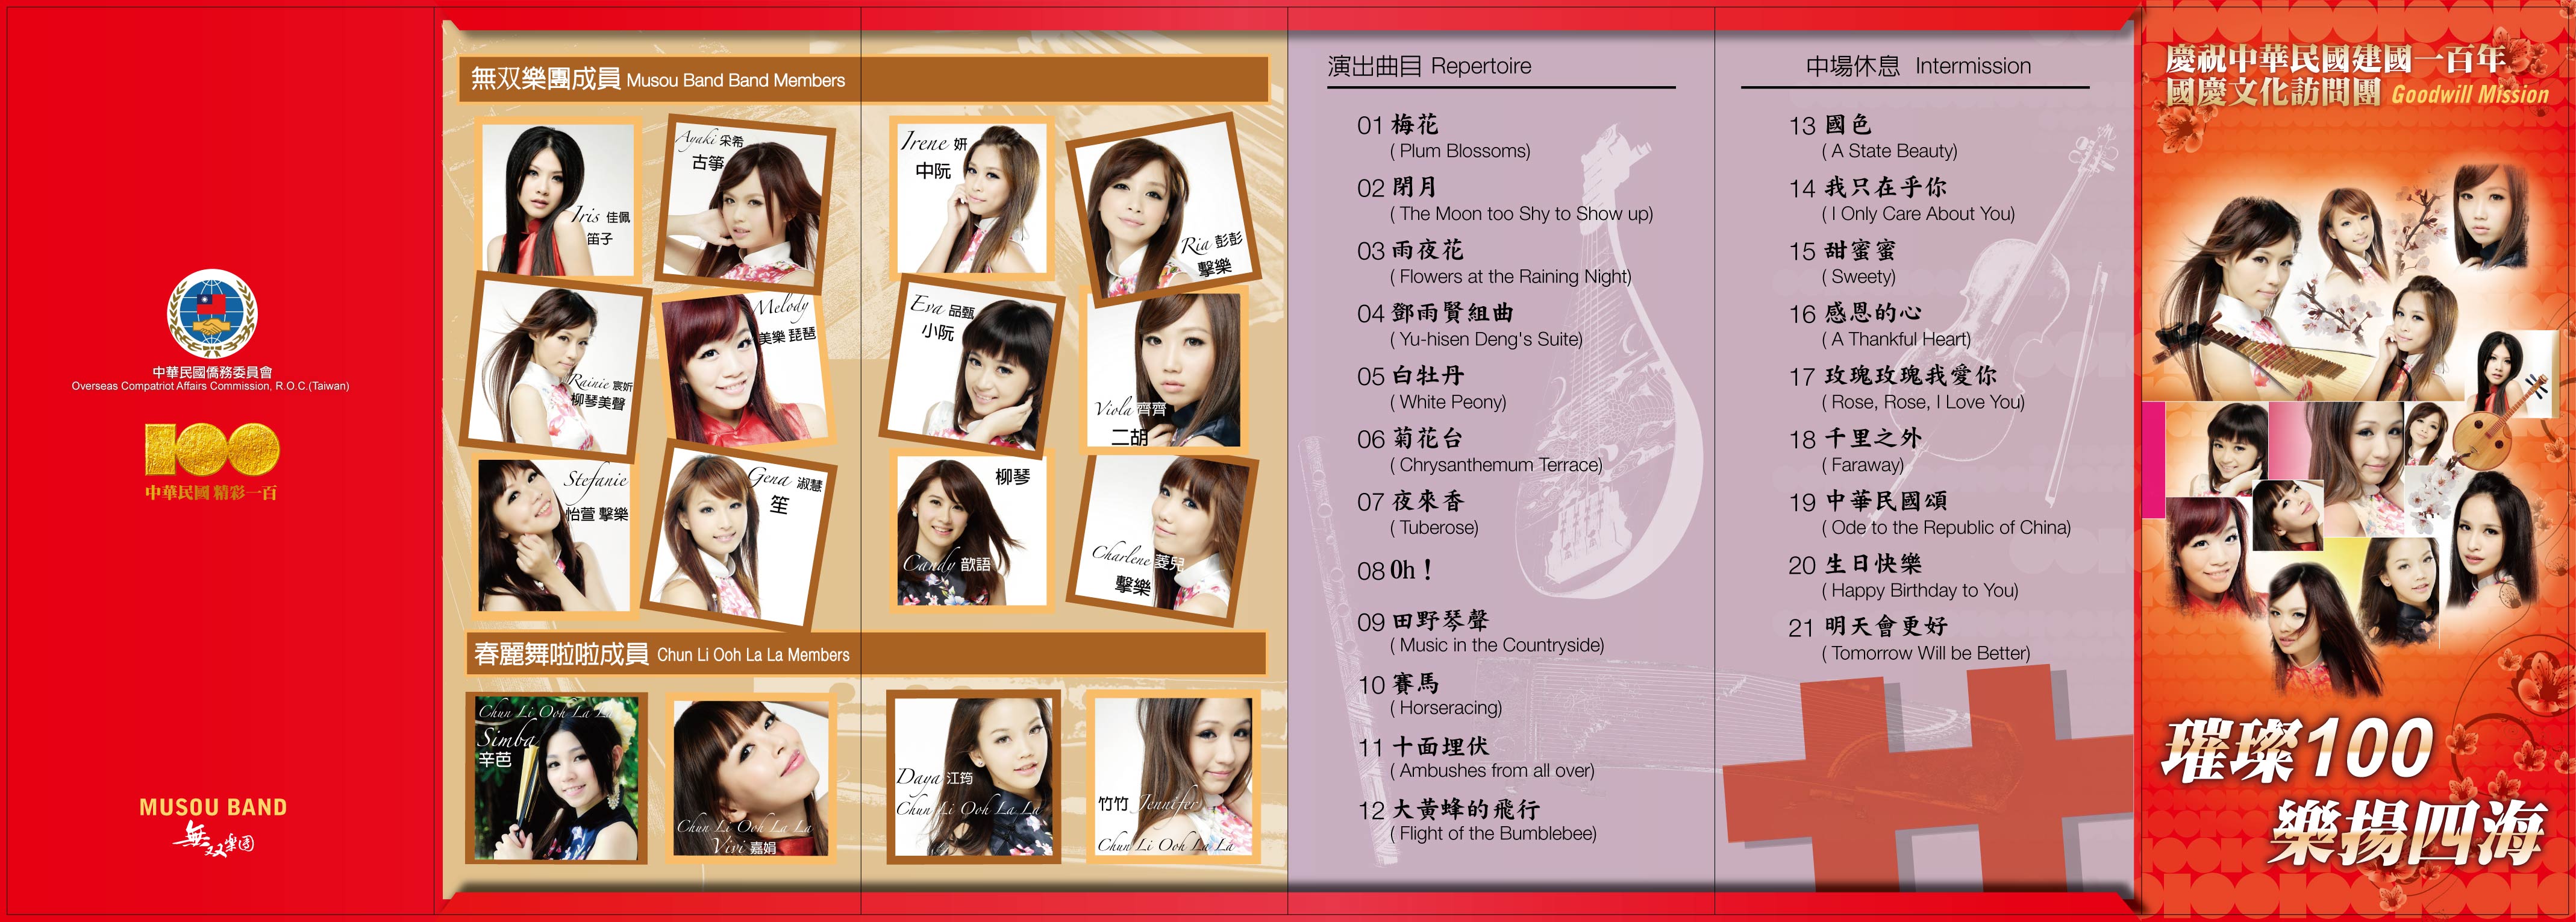 中華民國僑務委員會
Overseas Compatriot Affairs Commission, R.O.C.(Taiwan)
100
中華民國 精彩一百
MUSOU BAND
無双樂團
無双樂團成員 Musou Band Band Members
Iris 佳佩
笛子
Ayaki 采希
古箏
Irene 妍
中阮
Ria 彭彭
擊樂
Rainie 宸妡
柳琴美聲
Melody
美樂 琵琶
Eva 品甄
小阮
Viola 齊齊
二胡
Stefanie
怡萱 擊樂
Gena 淑慧
笙
柳琴
Candy 歆語
Charlene 菱兒
擊樂
春麗舞啦啦成員 Chun Li Ooh La La Members
Chun Li Ooh La La
Simba
辛芭
Chun Li Ooh La La
Vivi 嘉娟
Daya 江筠
Chun Li Ooh La La
竹竹 Jennifer
Chun Li Ooh La La
演出曲目 Repertoire
01 梅花
( Plum Blossoms)
02 閉月
( The Moon too Shy to Show up)
03 雨夜花
( Flowers at the Raining Night)
04 鄧雨賢組曲
( Yu-hisen Deng's Suite)
05 白牡丹
( White Peony)
06 菊花台
( Chrysanthemum Terrace)
07 夜來香
( Tuberose)
08 Oh！
09 田野琴聲
( Music in the Countryside)
10 賽馬
( Horseracing)
11 十面埋伏
( Ambushes from all over)
12 大黃蜂的飛行
( Flight of the Bumblebee)
中場休息 Intermission
13 國色
( A State Beauty)
14 我只在乎你
( I Only Care About You)
15 甜蜜蜜
( Sweety)
16 感恩的心
( A Thankful Heart)
17 玫瑰玫瑰我愛你
( Rose, Rose, I Love You)
18 千里之外
( Faraway)
19 中華民國頌
( Ode to the Republic of China)
20 生日快樂
( Happy Birthday to You)
21 明天會更好
( Tomorrow Will be Better)
慶祝中華民國建國一百年
國慶文化訪問團 Goodwill Mission
璀璨100
樂揚四海